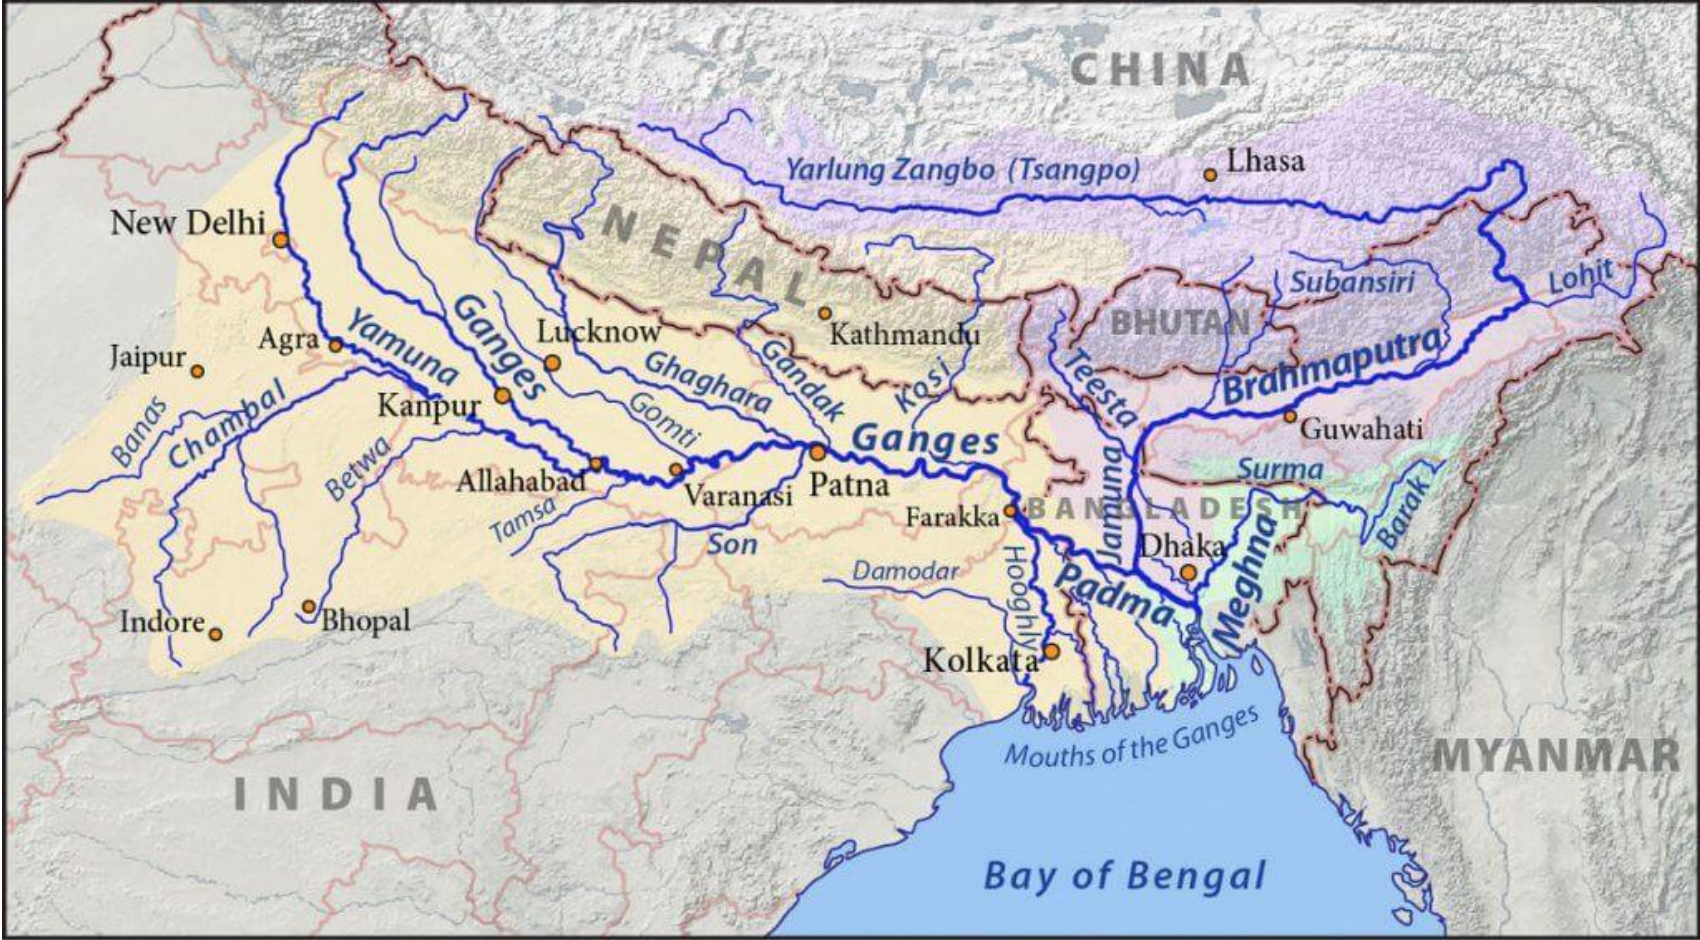 CHINA
Yarlung Zangbo (Tsangpo)
Lhasa
New Delhi
NEPAL
Subansiri
Lohit
Ganges
Lucknow
Kathmandu
BHUTAN
Agra
Yamuna
Jaipur
Ghaghara
Gandak
Kosi
Teesta
Brahmaputra
Banas
Chambal
Kanpur
Gomti
Ganges
Guwahati
Betwa
Allahabad
Varanasi
Patna
Surma
Tamsa
Farakka
BANGLADESH
Jamuna
Barak
Son
Dhaka
Meghna
Damodar
Hooghly
Padma
Indore
Bhopal
Kolkata
Mouths of the Ganges
MYANMAR
INDIA
Bay of Bengal